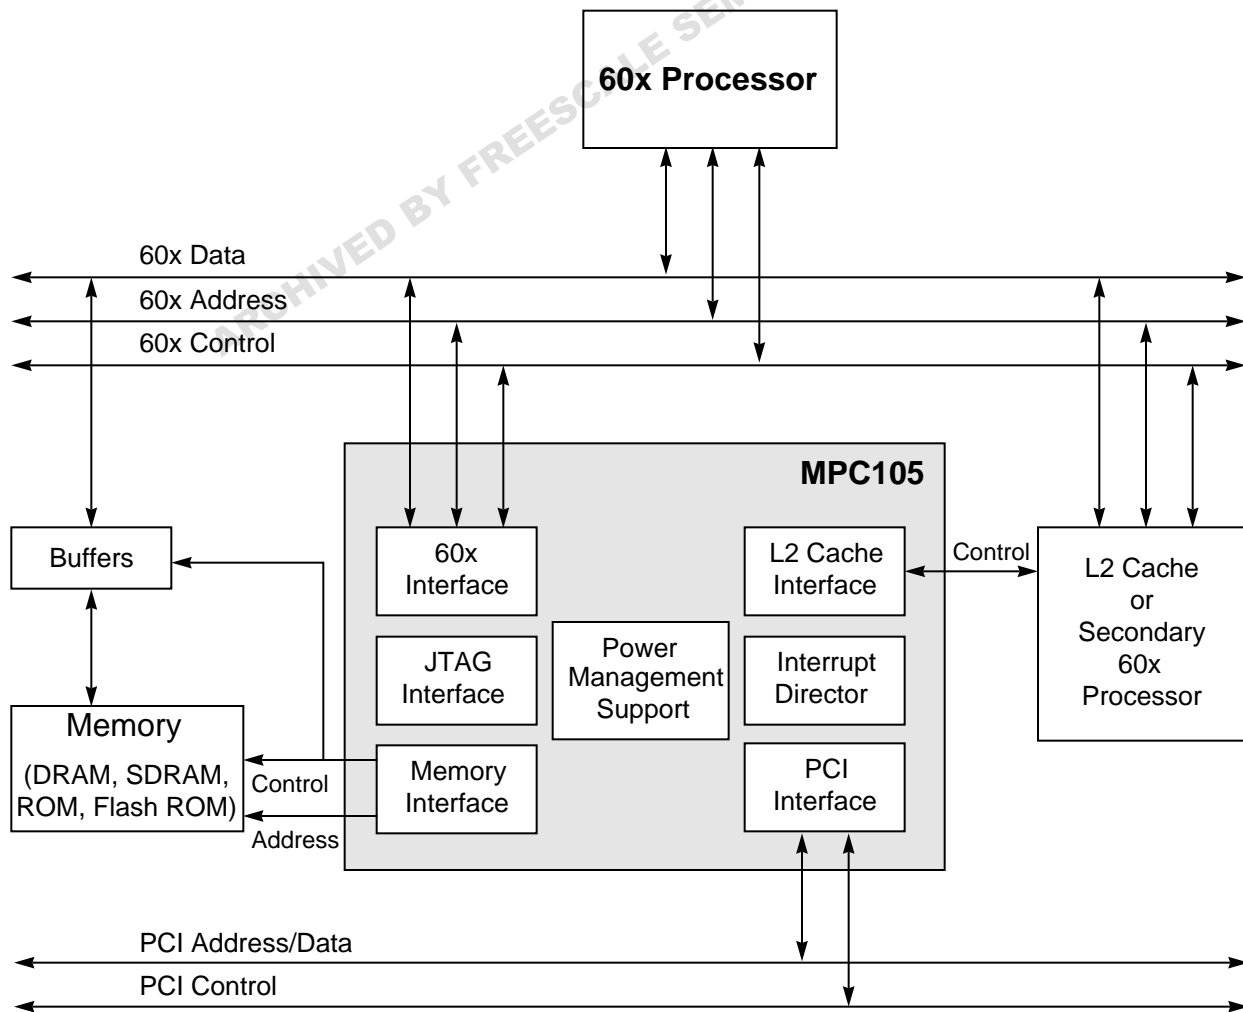 ARCHIVED BY FREESCALE SEM
60x Processor
60x Data
60x Address
60x Control
MPC105
Buffers
60x
Interface
L2 Cache
Interface
Control
L2 Cache
or
Secondary
60x
Processor
JTAG
Interface
Power
Management
Support
Interrupt
Director
Memory
(DRAM, SDRAM,
ROM, Flash ROM)
Control
Address
Memory
Interface
PCI
Interface
PCI Address/Data
PCI Control